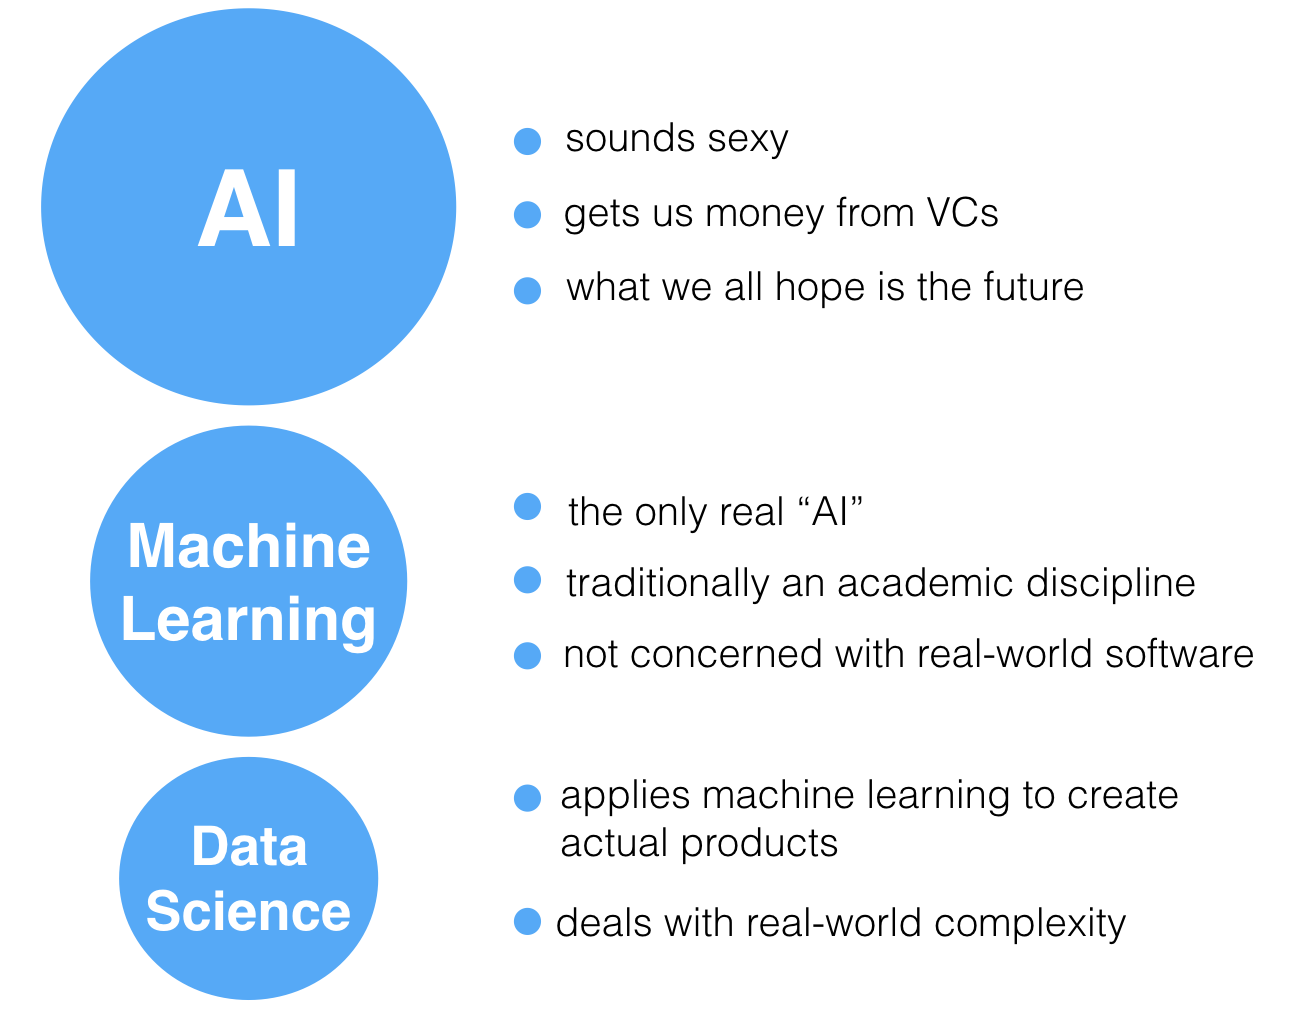 AI
sounds sexy
gets us money from VCs
what we all hope is the future
Machine
Learning
the only real “AI”
traditionally an academic discipline
not concerned with real-world software
Data
Science
applies machine learning to create
actual products
deals with real-world complexity